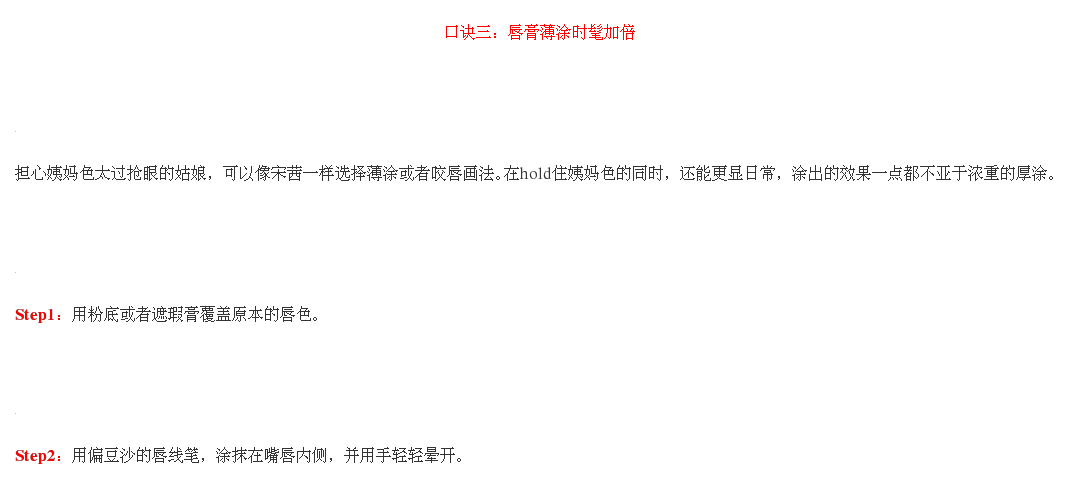 口诀三：唇膏薄涂时髦加倍
担心姨妈色太过抢眼的姑娘，可以像宋茜一样选择薄涂或者咬唇画法。在hold住姨妈色的同时，还能更显日常，涂出的效果一点都不亚于浓重的厚涂。
Step1：用粉底或者遮瑕膏覆盖原本的唇色。
Step2：用偏豆沙的唇线笔，涂抹在嘴唇内侧，并用手轻轻晕开。